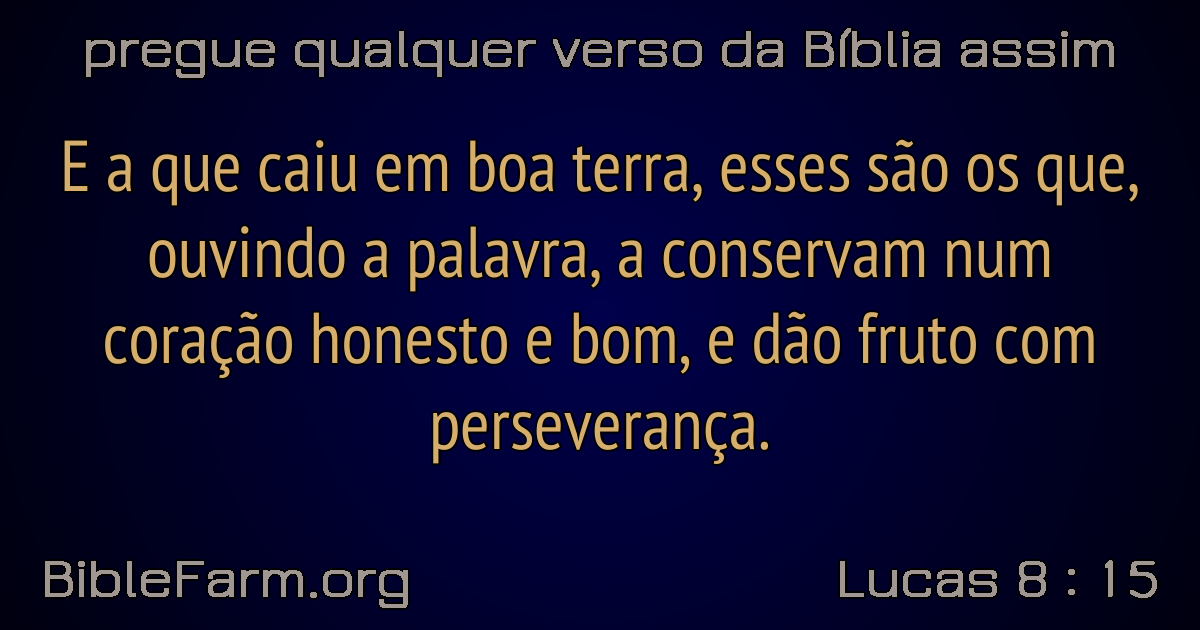 pregue qualquer verso da Bíblia assim
E a que caiu em boa terra, esses são os que,
ouvindo a palavra, a conservam num
coração honesto e bom, e dão fruto com
perseverança.
BibleFarm.org
Lucas 8 : 15